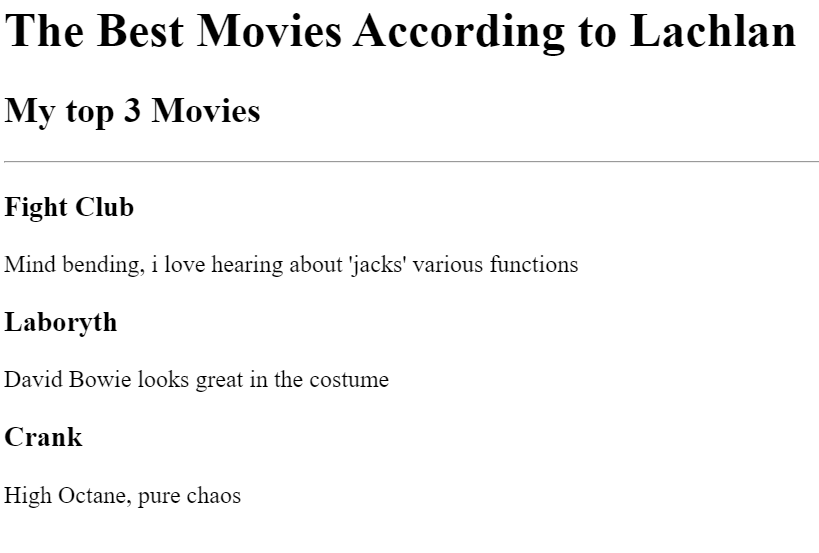 The Best Movies According to Lachlan
My top 3 Movies
Fight Club
Mind bending, i love hearing about 'jacks' various functions
Laboryth
David Bowie looks great in the costume
Crank
High Octane, pure chaos